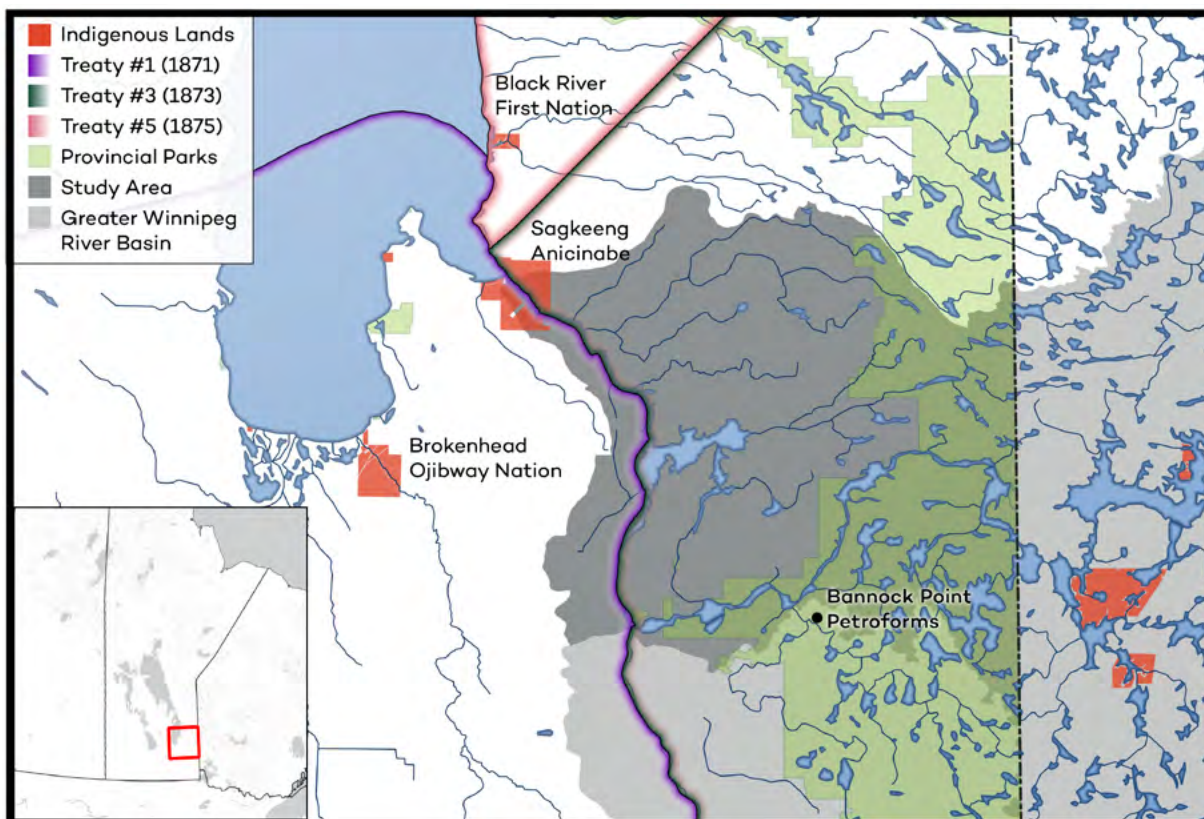 Indigenous Lands
Treaty #1 (1871)
Treaty #3 (1873)
Treaty #5 (1875)
Provincial Parks
Study Area
Greater Winnipeg
River Basin
Black River
First Nation
Sagkeeng
Anicinabe
Brokenhead
Ojibway Nation
Bannock Point
Petroforms